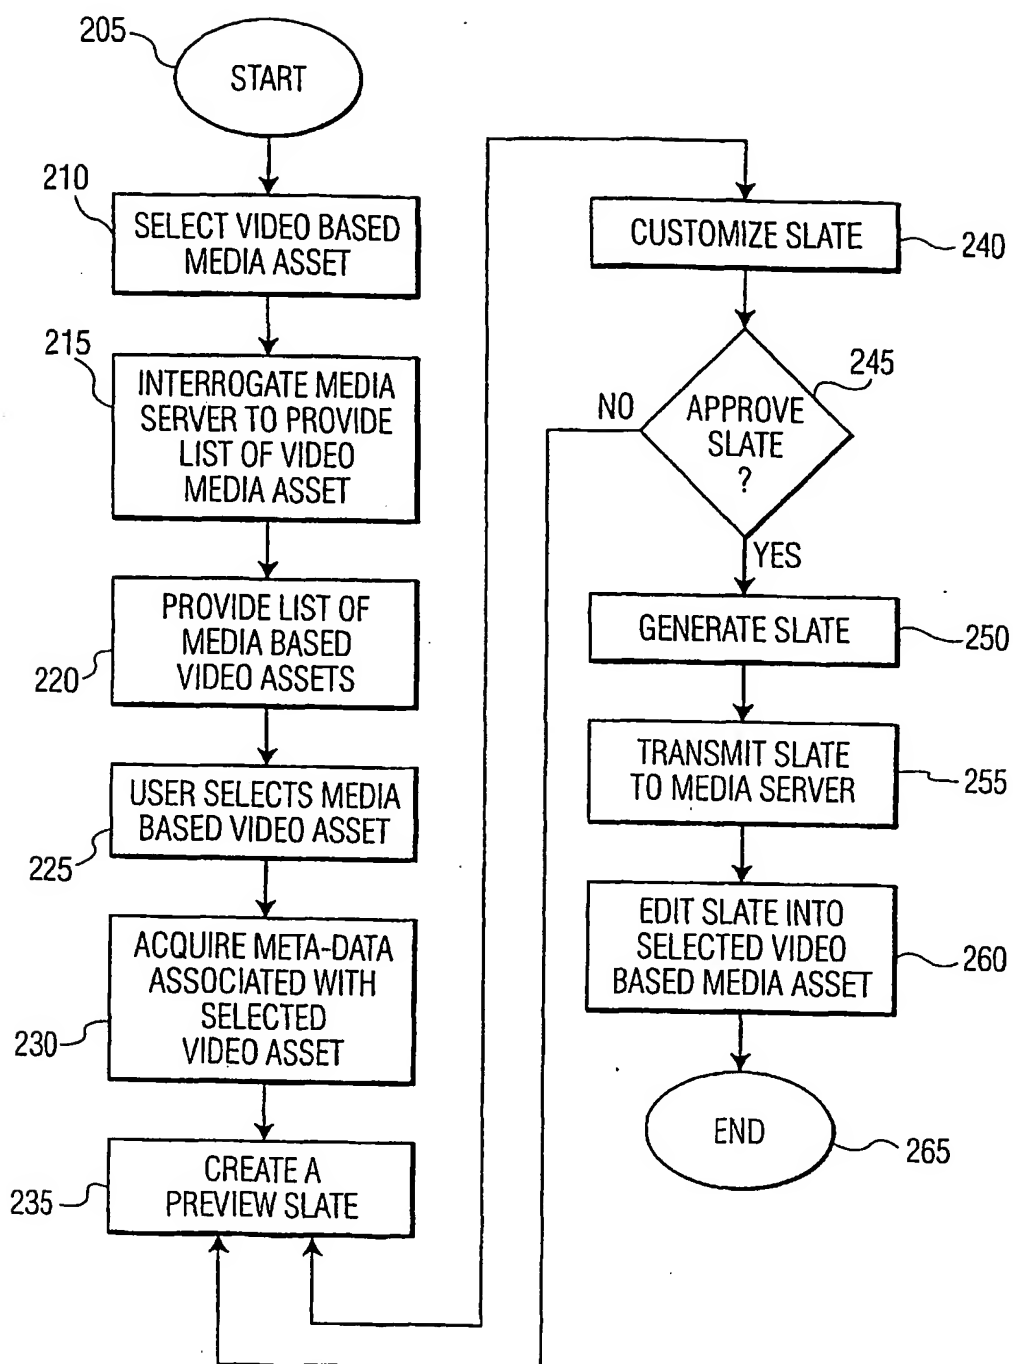 205
START
210
SELECT VIDEO BASED
MEDIA ASSET
215
INTERROGATE MEDIA
SERVER TO PROVIDE
LIST OF VIDEO
MEDIA ASSET
PROVIDE LIST OF
MEDIA BASED
VIDEO ASSETS
220
USER SELECTS MEDIA
BASED VIDEO ASSET
225
ACQUIRE META-DATA
ASSOCIATED WITH
SELECTED
VIDEO ASSET
230
CREATE A
PREVIEW SLATE
235
CUSTOMIZE SLATE
240
245
APPROVE
SLATE
?
NO
YES
GENERATE SLATE
250
TRANSMIT SLATE
TO MEDIA SERVER
255
EDIT SLATE INTO
SELECTED VIDEO
BASED MEDIA ASSET
260
END
265